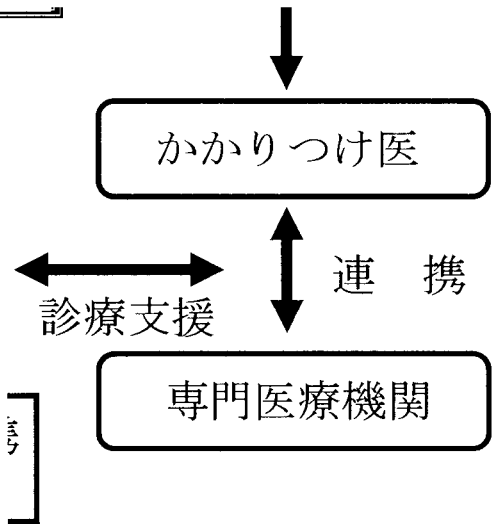 かかりつけ医
連　携
診療支援
専門医療機関